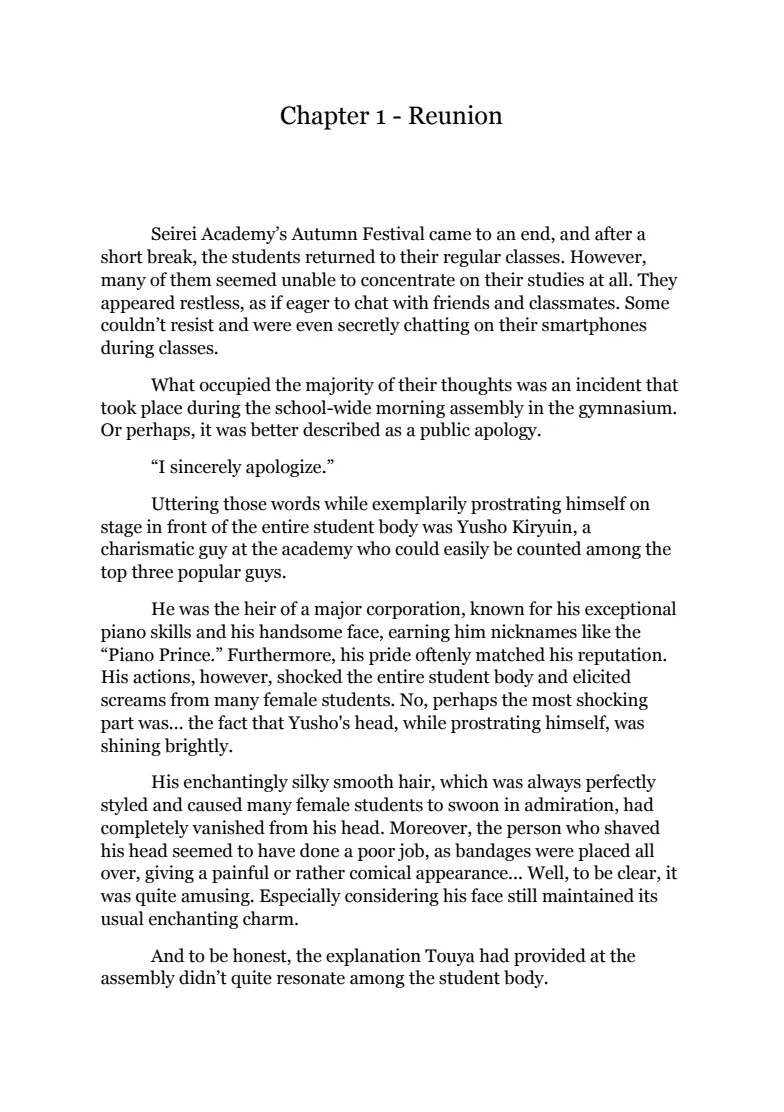 Chapter 1 - Reunion
Seirei Academy’s Autumn Festival came to an end, and after a
short break, the students returned to their regular classes. However,
many of them seemed unable to concentrate on their studies at all. They
appeared restless, as if eager to chat with friends and classmates. Some
couldn’t resist and were even secretly chatting on their smartphones
during classes.
What occupied the majority of their thoughts was an incident that
took place during the school-wide morning assembly in the gymnasium.
Or perhaps, it was better described as a public apology.
“I sincerely apologize.”
Uttering those words while exemplarily prostrating himself on
stage in front of the entire student body was Yusho Kiryuin, a
charismatic guy at the academy who could easily be counted among the
top three popular guys.
He was the heir of a major corporation, known for his exceptional
piano skills and his handsome face, earning him nicknames like the
“Piano Prince.” Furthermore, his pride oftenly matched his reputation.
His actions, however, shocked the entire student body and elicited
screams from many female students. No, perhaps the most shocking
part was... the fact that Yusho's head, while prostrating himself, was
shining brightly.
His enchantingly silky smooth hair, which was always perfectly
styled and caused many female students to swoon in admiration, had
completely vanished from his head. Moreover, the person who shaved
his head seemed to have done a poor job, as bandages were placed all
over, giving a painful or rather comical appearance... Well, to be clear, it
was quite amusing. Especially considering his face still maintained its
usual enchanting charm.
And to be honest, the explanation Touya had provided at the
assembly didn’t quite resonate among the student body.